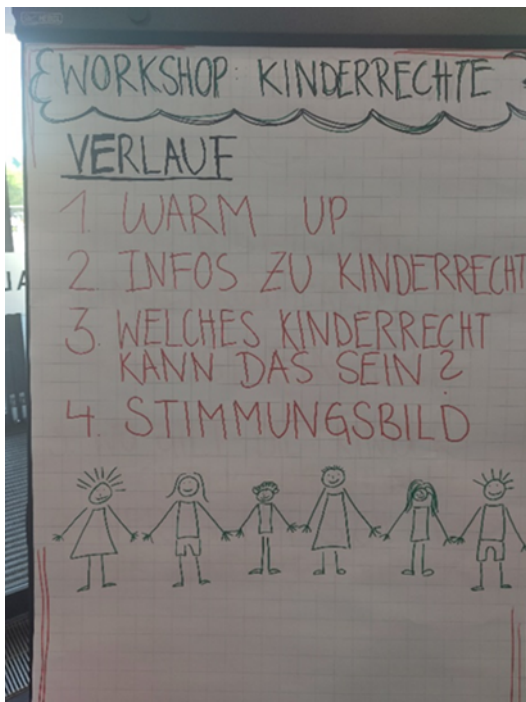 WORKSHOP: KINDERRECHTE
VERLAUF
1. WARM UP
2 INFOS ZU KINDERRECHT
3. WELCHES KINDERRECHT
KANN DAS SEIN?
4. STIMMUNGSBILD